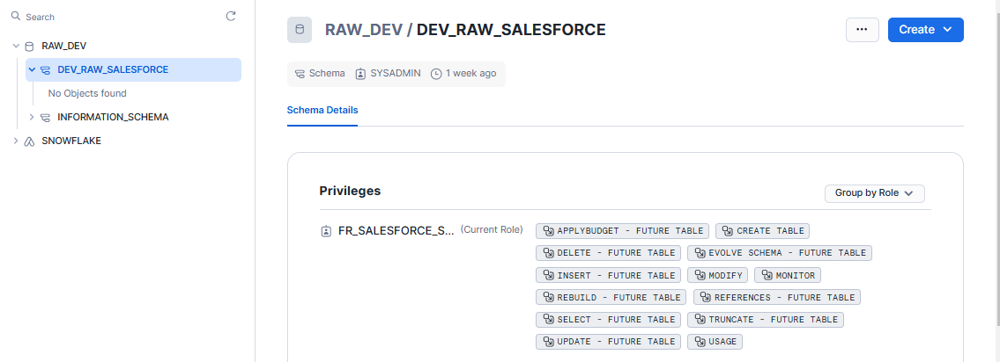 Search
RAW_DEV
DEV_RAW_SALESFORCE
No Objects found
INFORMATION_SCHEMA
SNOWFLAKE
RAW_DEV / DEV_RAW_SALESFORCE
... Create
Schema SYSADMIN 1 week ago
Schema Details
Privileges
Group by Role
FR_SALESFORCE_S... (Current Role)
APPLYBUDGET - FUTURE TABLE CREATE TABLE
DELETE - FUTURE TABLE EVOLVE SCHEMA - FUTURE TABLE
INSERT - FUTURE TABLE MODIFY MONITOR
REBUILD - FUTURE TABLE REFERENCES - FUTURE TABLE
SELECT - FUTURE TABLE TRUNCATE - FUTURE TABLE
UPDATE - FUTURE TABLE USAGE